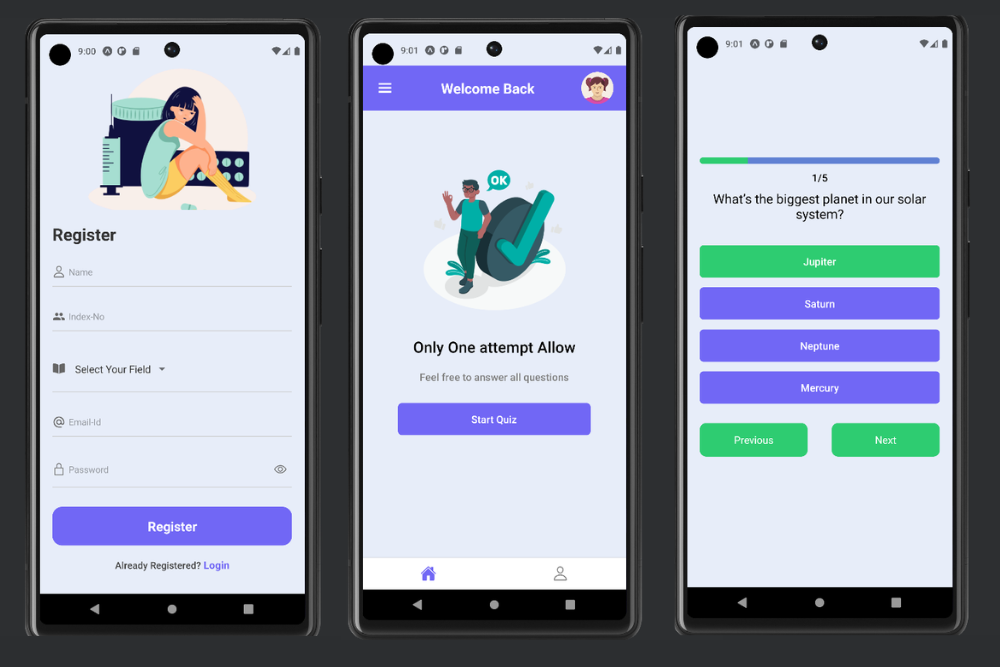 9:00
Register
Name
Index-No
Select Your Field
Email-Id
Password
Register
Already Registered? Login
9:01
Welcome Back
OK
Only One attempt Allow
Feel free to answer all questions
Start Quiz
9:01
1/5
What's the biggest planet in our solar
system?
Jupiter
Saturn
Neptune
Mercury
Previous
Next